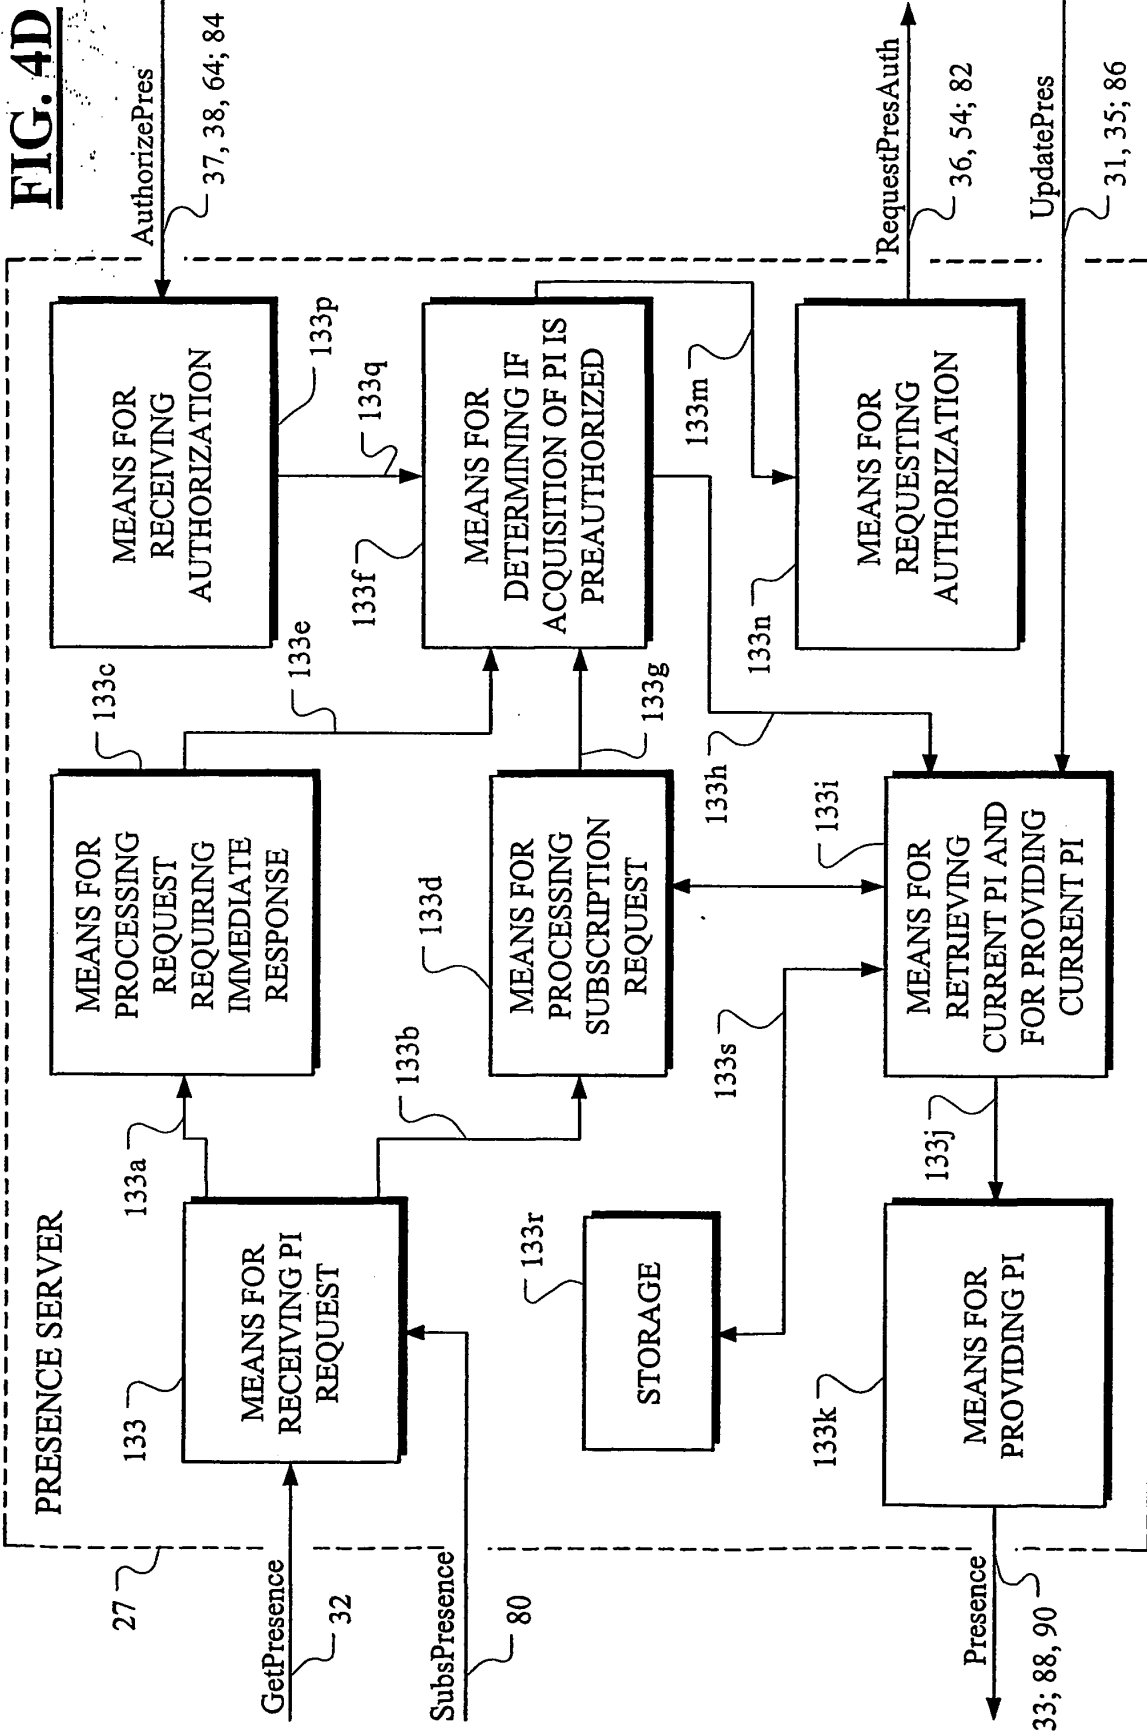 FIG. 4D
PRESENCE SERVER
27
GetPresence
32
SubsPresence
80
133
MEANS FOR
RECEIVING PI
REQUEST
133a
133b
133c
MEANS FOR
PROCESSING
REQUEST
REQUIRING
IMMEDIATE
RESPONSE
133d
MEANS FOR
PROCESSING
SUBSCRIPTION
REQUEST
133e
133g
MEANS FOR
RECEIVING
AUTHORIZATION
133p
133q
AuthorizePres
37, 38, 64; 84
133f
MEANS FOR
DETERMINING IF
ACQUISITION OF PI IS
PREAUTHORIZED
133m
133n
MEANS FOR
REQUESTING
AUTHORIZATION
RequestPresAuth
36, 54; 82
UpdatePres
31, 35; 86
133h
133i
MEANS FOR
RETRIEVING
CURRENT PI AND
FOR PROVIDING
CURRENT PI
133r
STORAGE
133s
133j
133k
MEANS FOR
PROVIDING PI
Presence
33; 88, 90